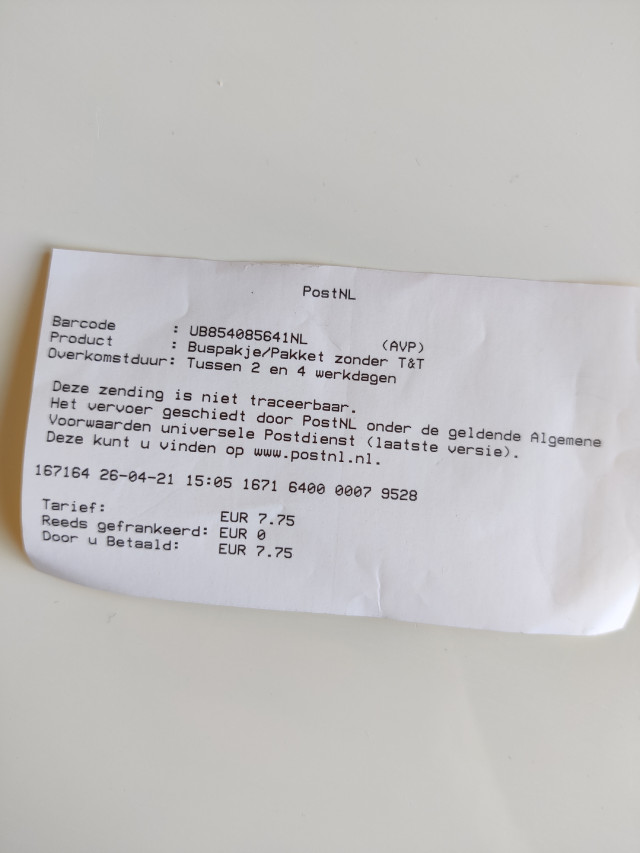 PostNL
Barcode : UB854085641NL (AVP)
Product : Buspakje/Pakket zonder T&T
Overkomstduur: Tussen 2 en 4 werkdagen
Deze zending is niet traceerbaar.
Het vervoer geschiedt door PostNL onder de geldende Algemene
Voorwaarden universele Postdienst (laatste versie).
Deze kunt u vinden op www.postnl.nl.
167164 26-04-21 15:05 1671 6400 0007 9528
Tarief: EUR 7.75
Reeds gefrankeerd: EUR 0
Door u Betaald: EUR 7.75